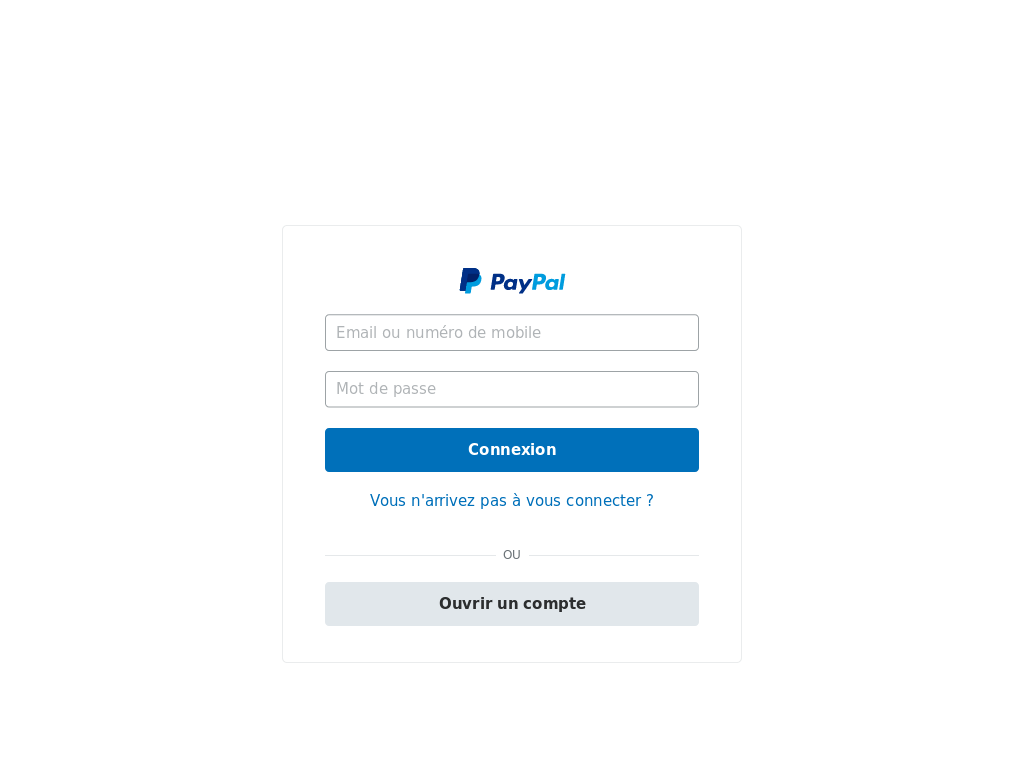 PayPal
Email ou numéro de mobile
Mot de passe
Connexion
Vous n'arrivez pas à vous connecter ?
OU
Ouvrir un compte